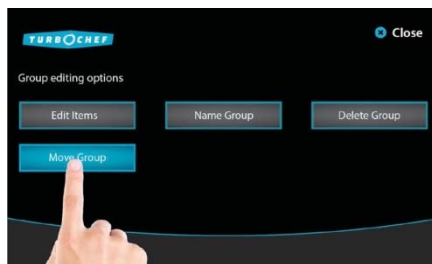 TURBOCHEF
Close
Group editing options
Edit Items
Name Group
Delete Group
Move Group